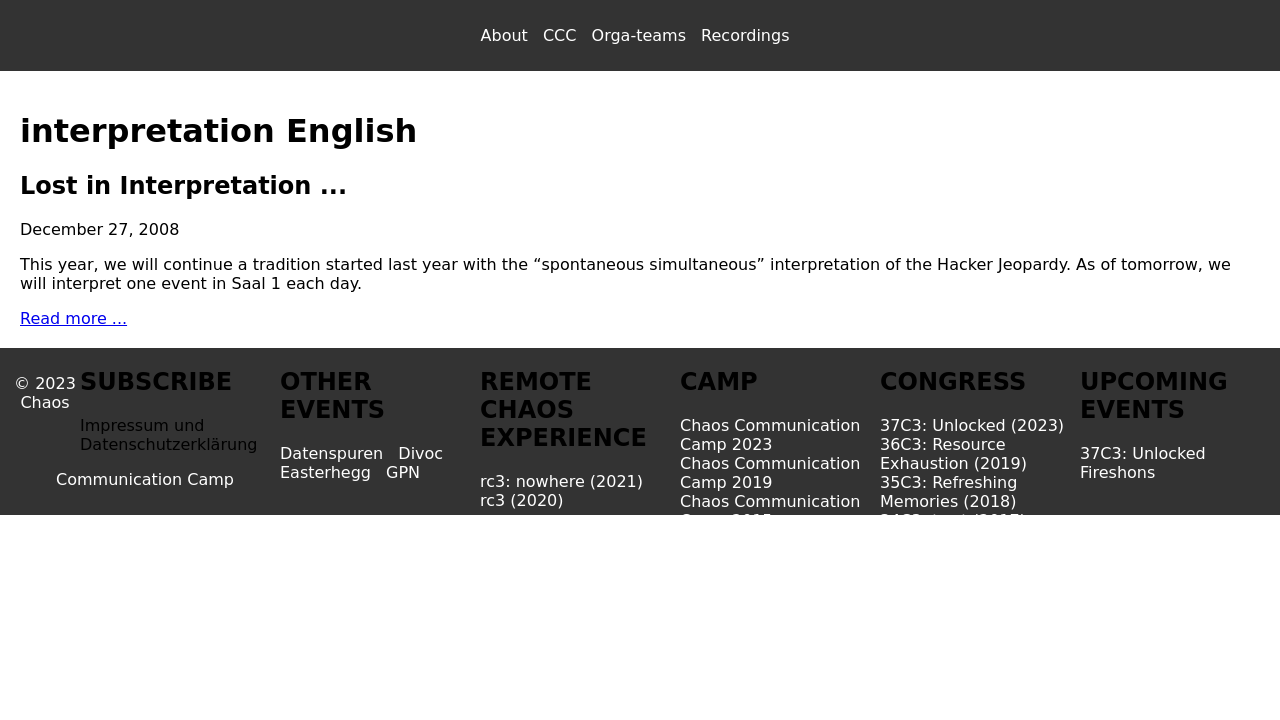 About CCC Orga-teams Recordings
interpretation English
Lost in Interpretation ...
December 27, 2008
This year, we will continue a tradition started last year with the “spontaneous simultaneous” interpretation of the Hacker Jeopardy. As of tomorrow, we
will interpret one event in Saal 1 each day.
Read more …
© 2023
Chaos
Communication Camp
SUBSCRIBE
Impressum und
Datenschutzerklärung
OTHER
EVENTS
Datenspuren Divoc
Easterhegg GPN
REMOTE
CHAOS
EXPERIENCE
rc3: nowhere (2021)
rc3 (2020)
CAMP
Chaos Communication
Camp 2023
Chaos Communication
Camp 2019
Chaos Communication
CONGRESS
37C3: Unlocked (2023)
36C3: Resource
Exhaustion (2019)
35C3: Refreshing
Memories (2018)
UPCOMING
EVENTS
37C3: Unlocked
Fireshons